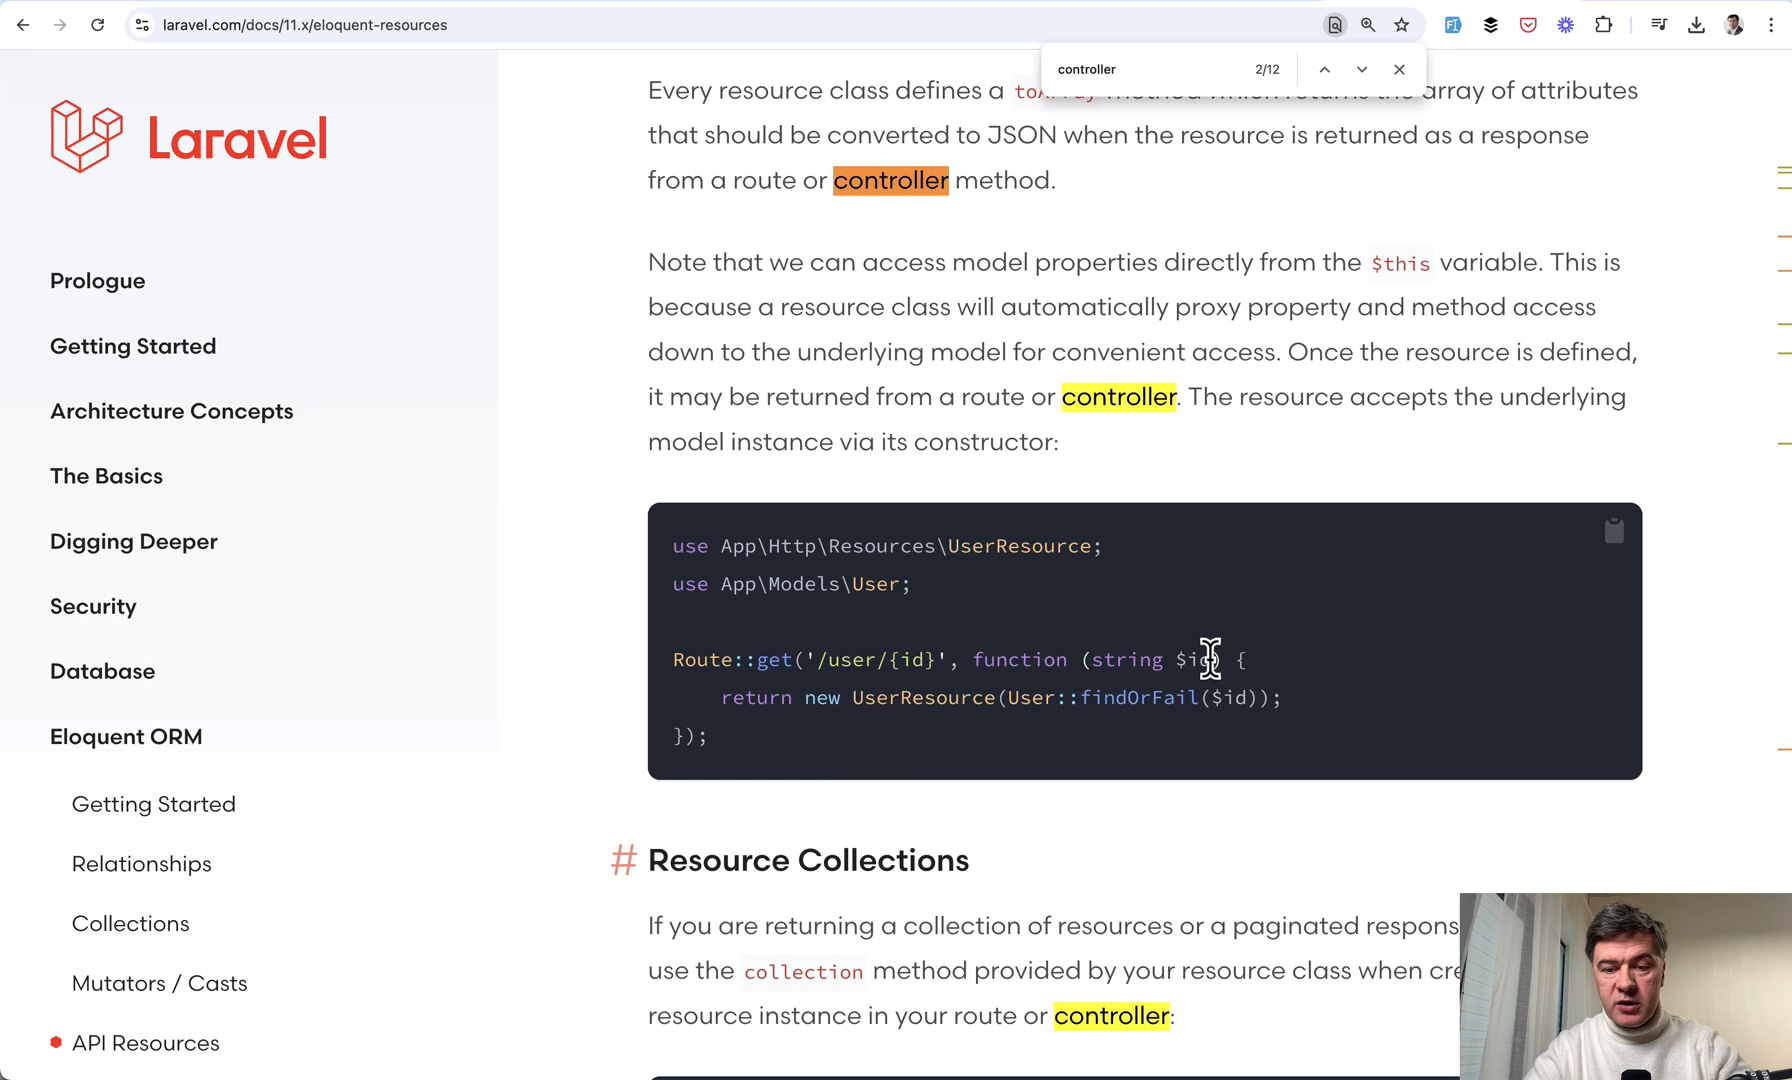 laravel.com/docs/11.x/eloquent-resources
controller 2/12
Laravel
Prologue
Getting Started
Architecture Concepts
The Basics
Digging Deeper
Security
Database
Eloquent ORM
Getting Started
Relationships
Collections
Mutators / Casts
API Resources
Every resource class defines a toArray method which returns the array of attributes
that should be converted to JSON when the resource is returned as a response
from a route or controller method.
Note that we can access model properties directly from the $this variable. This is
because a resource class will automatically proxy property and method access
down to the underlying model for convenient access. Once the resource is defined,
it may be returned from a route or controller. The resource accepts the underlying
model instance via its constructor:
use App\Http\Resources\UserResource;
use App\Models\User;
Route::get('/user/{id}', function (string $id) {
return new UserResource(User::findOrFail($id));
});
# Resource Collections
If you are returning a collection of resources or a paginated respons
use the collection method provided by your resource class when cre
resource instance in your route or controller: